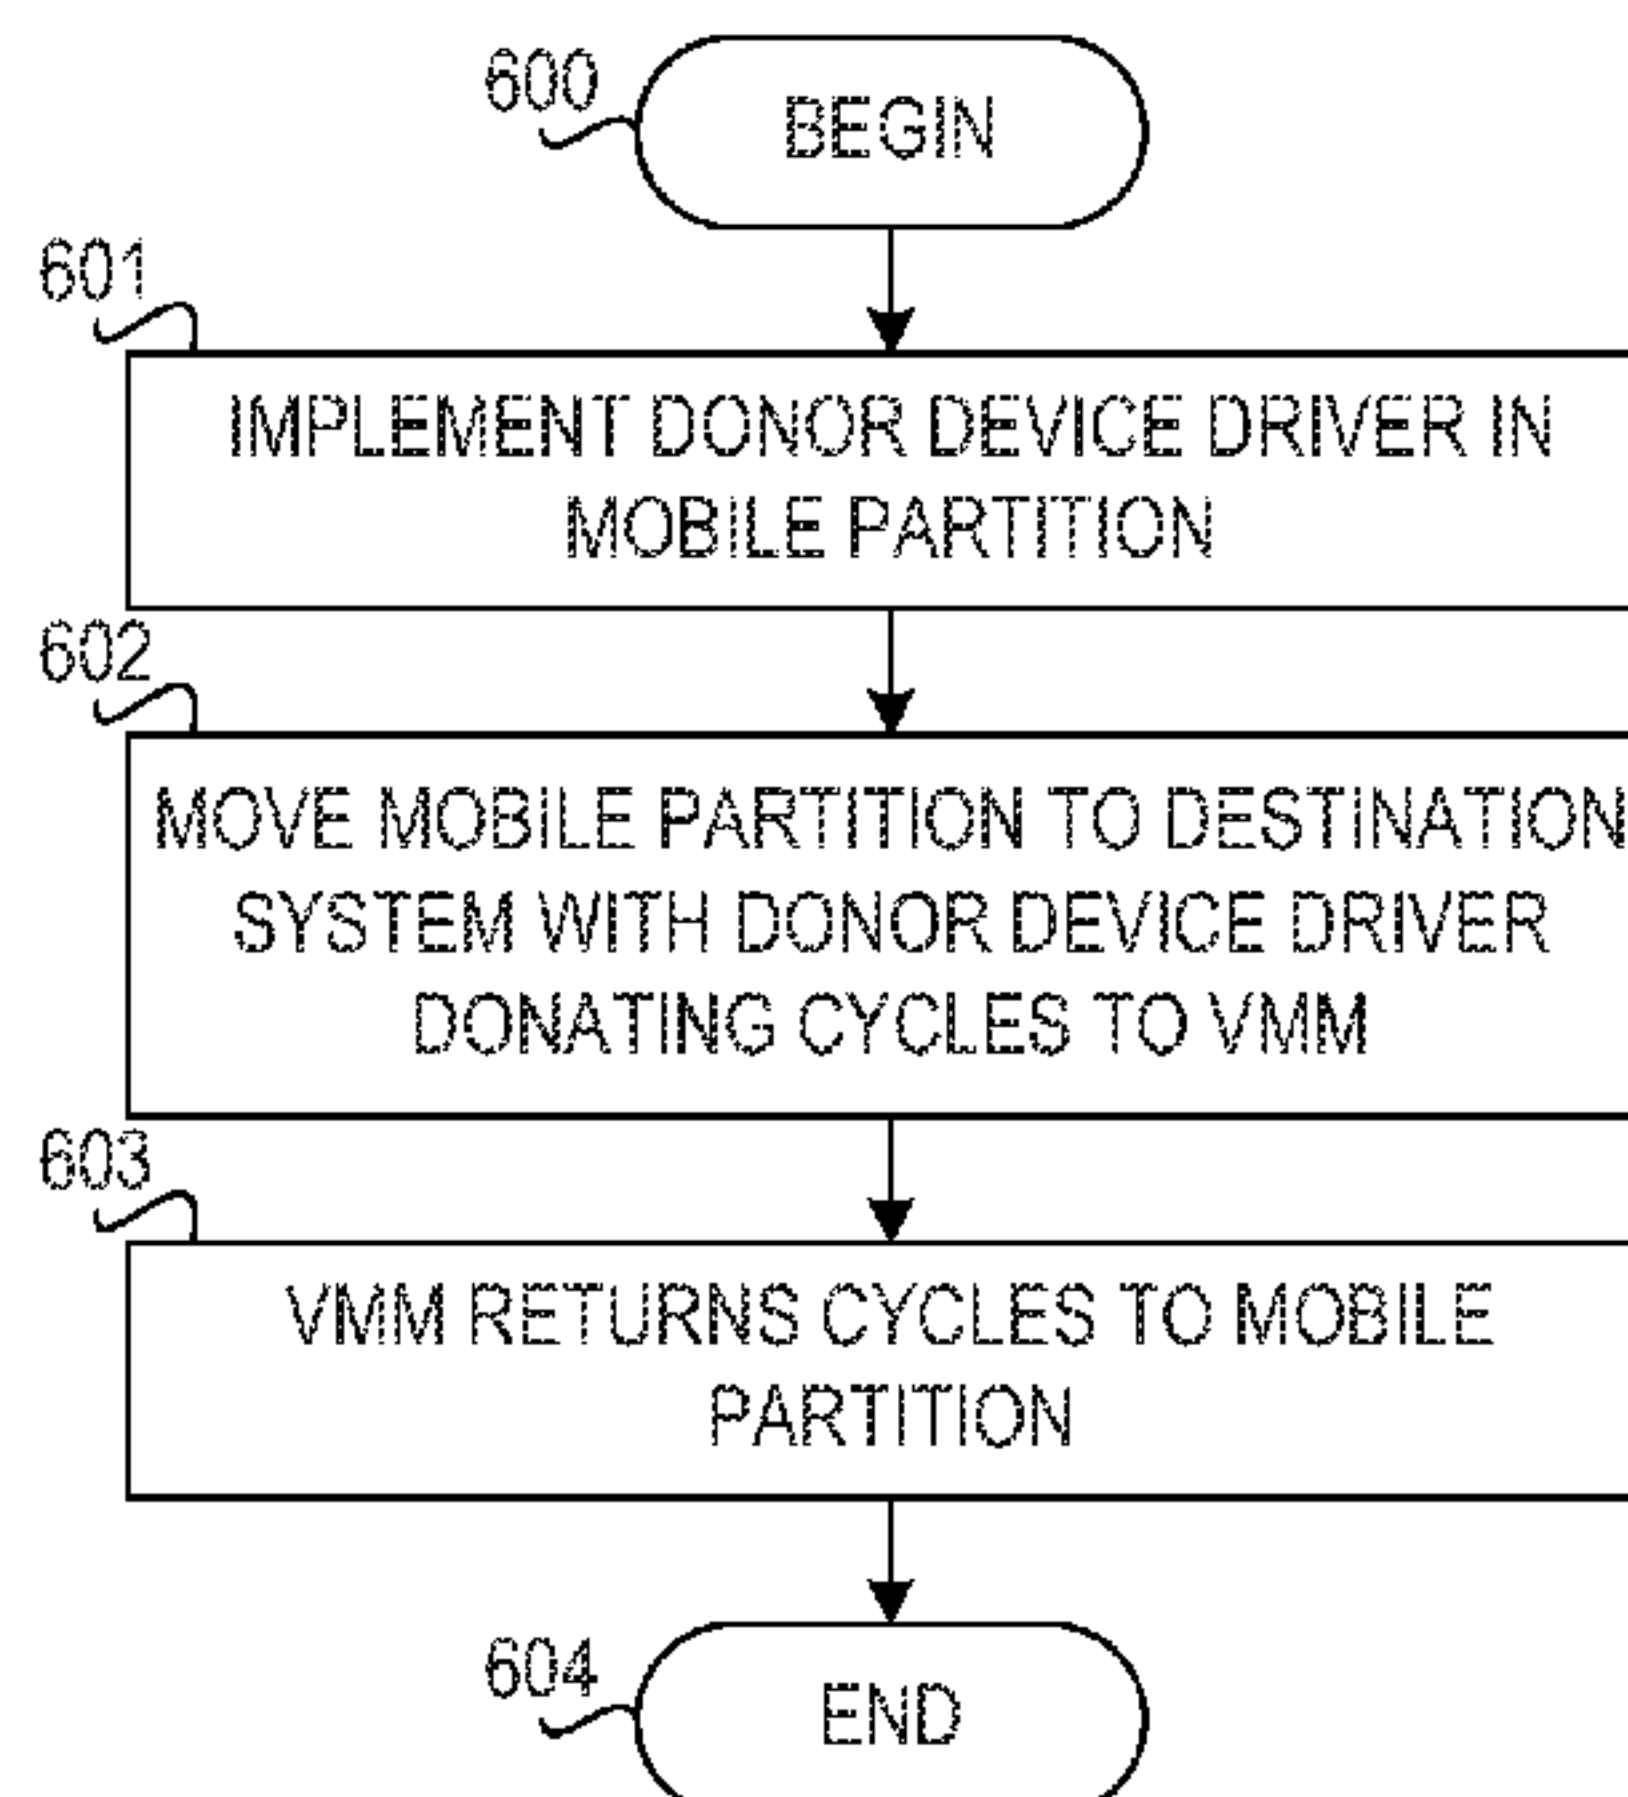 600
BEGIN
601
IMPLEMENT DONOR DEVICE DRIVER IN
MOBILE PARTITION
602
MOVE MOBILE PARTITION TO DESTINATION
SYSTEM WITH DONOR DEVICE DRIVER
DONATING CYCLES TO VMM
603
VMM RETURNS CYCLES TO MOBILE
PARTITION
604
END